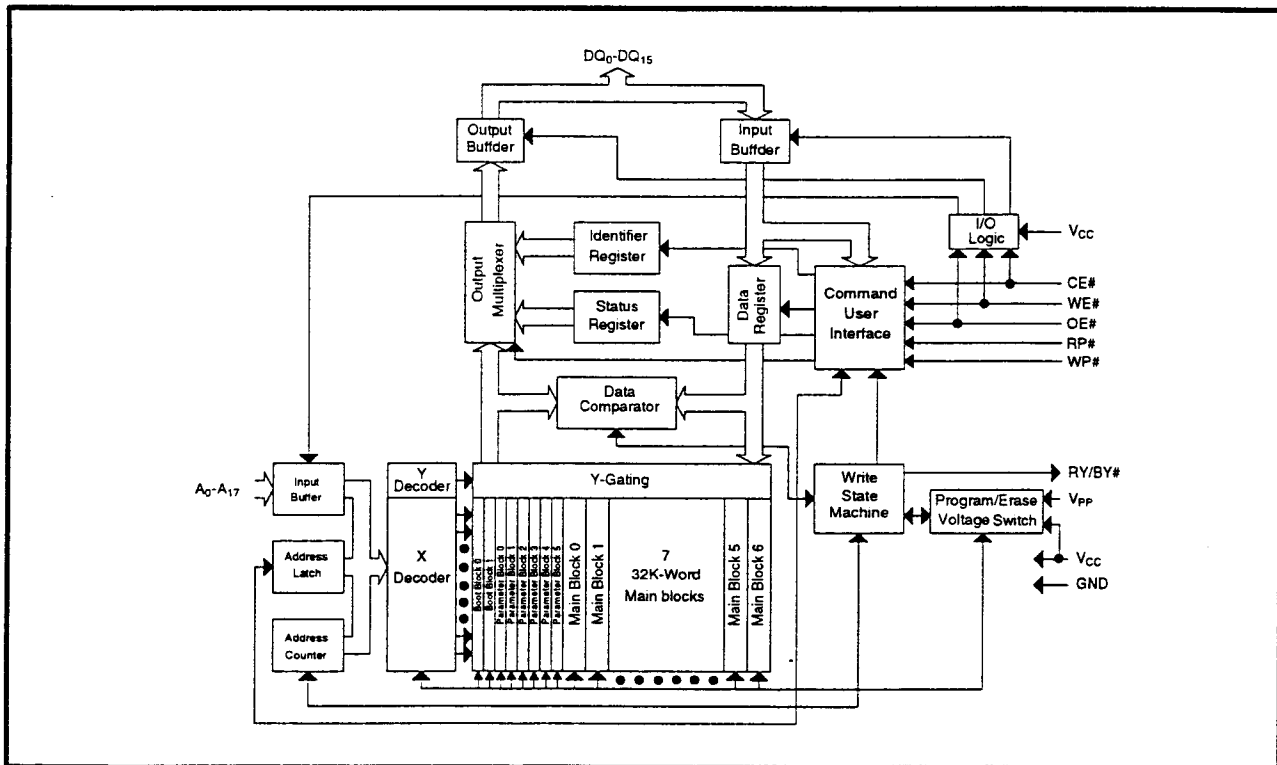 DQ0-DQ15
Output
Buffder
Input
Buffder
Output
Multiplexer
Identifier
Register
Status
Register
Data
Register
Command
User
Interface
I/O
Logic
VCC
CE#
WE#
OE#
RP#
WP#
Data
Comparator
A0-A17
Input
Buffer
Address
Latch
Address
Counter
Y
Decoder
X
Decoder
Y-Gating
Boot Block 0
Boot Block 1
Parameter Block 0
Parameter Block 1
Parameter Block 2
Parameter Block 3
Parameter Block 4
Parameter Block 5
Main Block 0
Main Block 1
7
32K-Word
Main blocks
Main Block 5
Main Block 6
Write
State
Machine
Program/Erase
Voltage Switch
RY/BY#
VPP
VCC
GND